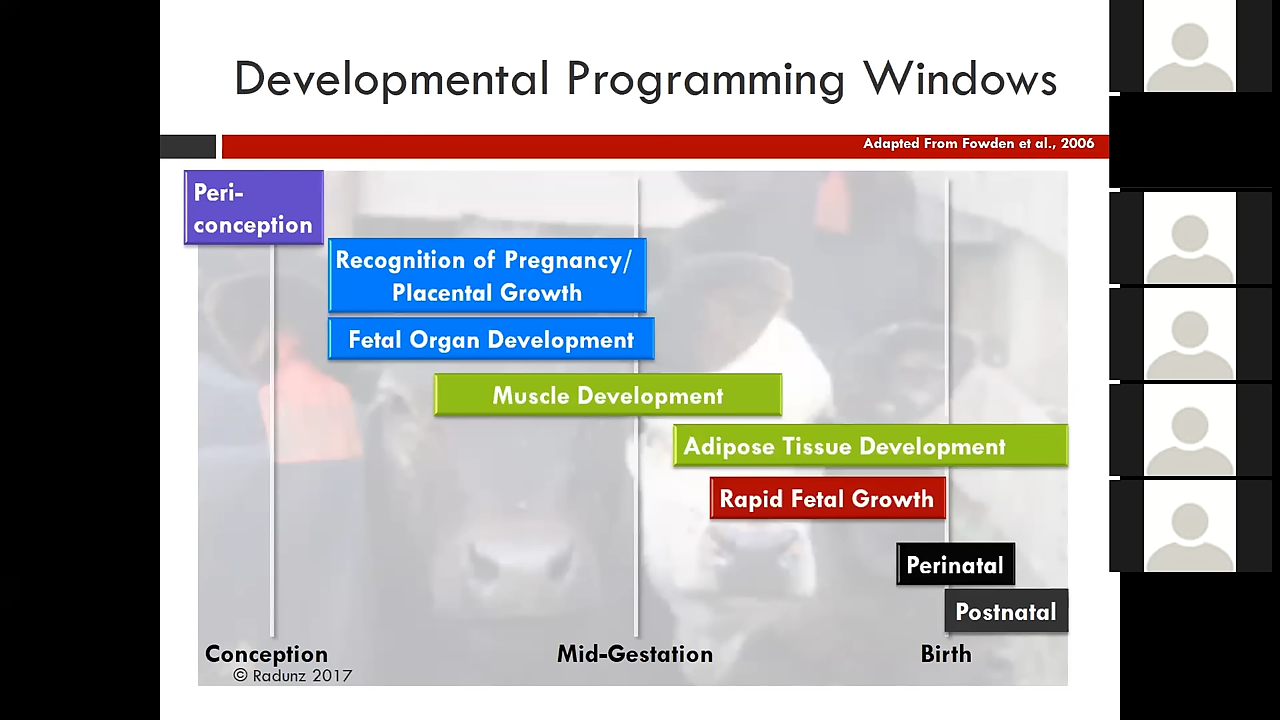 Developmental Programming Windows
Adapted From Fowden et al., 2006
Peri-
conception
Recognition of Pregnancy/
Placental Growth
Fetal Organ Development
Muscle Development
Adipose Tissue Development
Rapid Fetal Growth
Perinatal
Postnatal
Conception
Mid-Gestation
Birth
© Radunz 2017